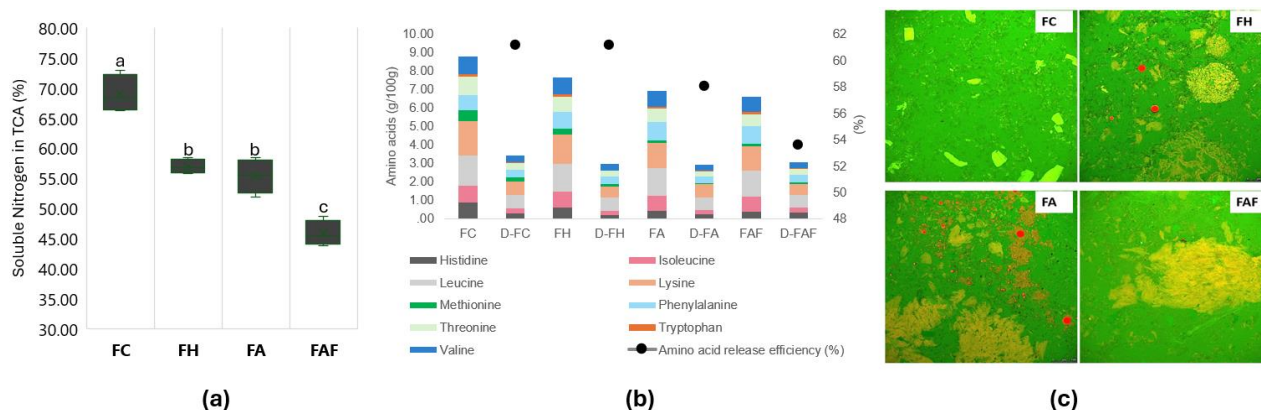 80.00
75.00
70.00
65.00
60.00
55.00
50.00
45.00
40.00
35.00
30.00
Soluble Nitrogen in TCA (%)
a
b
b
c
FC FH FA FAF
(a)
10.00
9.00
8.00
7.00
6.00
5.00
4.00
3.00
2.00
1.00
.00
Amino acids (g/100g)
62
60
58
56
54
52
50
48
(%)
FC D-FC FH D-FH FA D-FA FAF D-FAF
Histidine Isoleucine
Leucine Lysine
Methionine Phenylalanine
Threonine Tryptophan
Valine Amino acid release efficiency (%)
(b)
FC FH
FA FAF
(c)